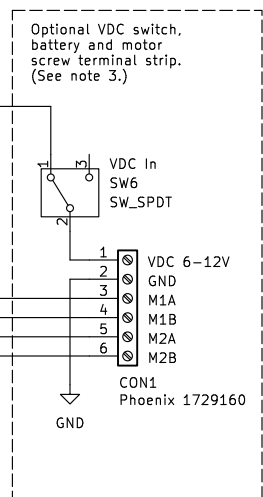 Optional VDC switch,
battery and motor
screw terminal strip.
(See note 3.)
1
3
VDC In
SW6
SW_SPDT
2
1
VDC 6-12V
2
GND
3
M1A
4
M1B
5
M2A
6
M2B
CON1
Phoenix 1729160
GND